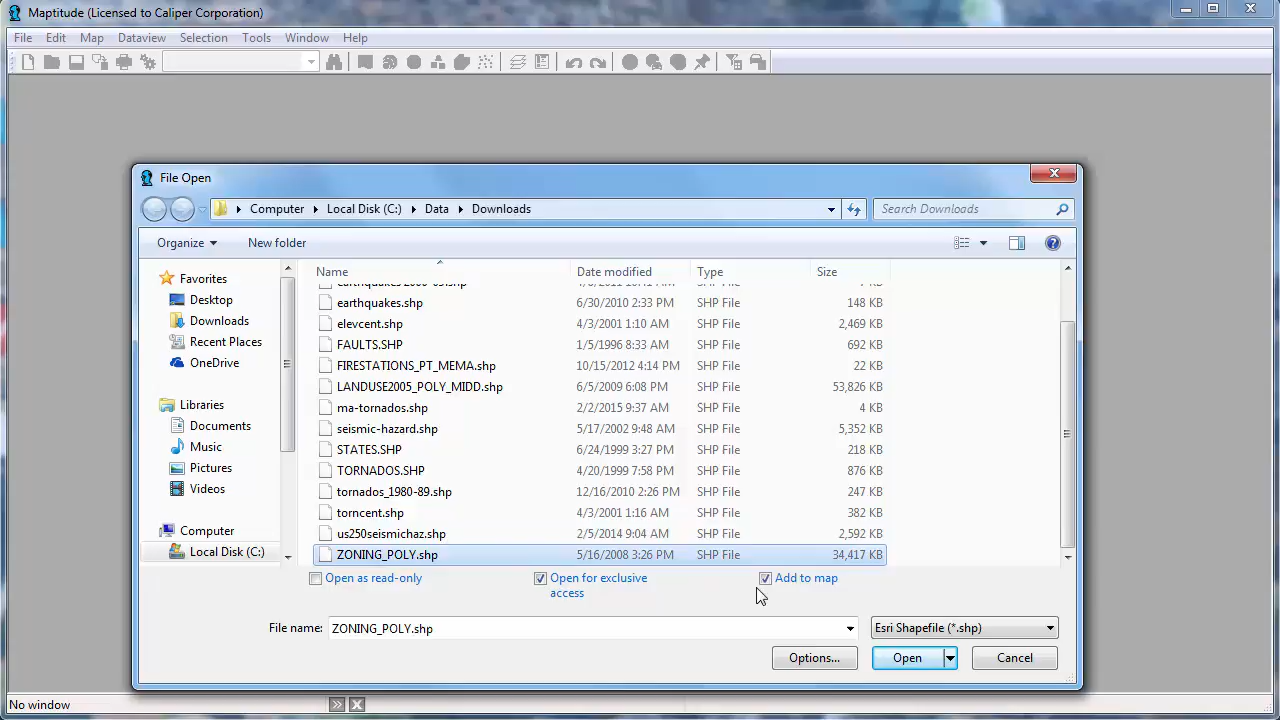 Maptitude (Licensed to Caliper Corporation)
File Edit Map Dataview Selection Tools Window Help
File Open
Computer Local Disk (C:) Data Downloads
Search Downloads
Organize New folder
Name Date modified Type Size
Favorites
Desktop
Downloads
Recent Places
OneDrive
Libraries
Documents
Music
Pictures
Videos
Computer
Local Disk (C:)
earthquakes.shp 6/30/2010 2:33 PM SHP File 148 KB
elevcent.shp 4/3/2001 1:10 AM SHP File 2,469 KB
FAULTS.SHP 1/5/1996 8:33 AM SHP File 692 KB
FIRESTATIONS_PT_MEMA.shp 10/15/2012 4:14 PM SHP File 22 KB
LANDUSE2005_POLY_MIDD.shp 6/5/2009 6:08 PM SHP File 53,826 KB
ma-tornados.shp 2/2/2015 9:37 AM SHP File 4 KB
seismic-hazard.shp 5/17/2002 9:48 AM SHP File 5,352 KB
STATES.SHP 6/24/1999 3:27 PM SHP File 218 KB
TORNADOS.SHP 4/20/1999 7:58 PM SHP File 876 KB
tornados_1980-89.shp 12/16/2010 2:26 PM SHP File 247 KB
torncent.shp 4/3/2001 1:16 AM SHP File 382 KB
us250seismichaz.shp 2/5/2014 9:04 AM SHP File 2,592 KB
ZONING_POLY.shp 5/16/2008 3:26 PM SHP File 34,417 KB
Open as read-only Open for exclusive access Add to map
File name: ZONING_POLY.shp Esri Shapefile (*.shp)
Options... Open Cancel
No window